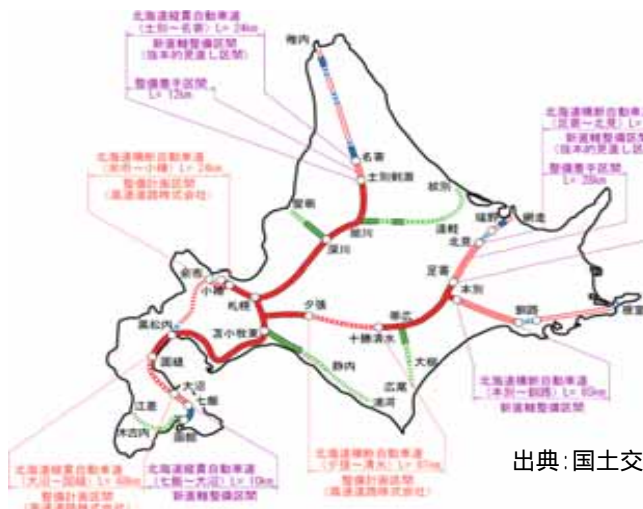 北海道縦貫自動車道
(士別~名寄) L= 24km
新直轄整備区間
(抜本的見直し区間)
整備着手区間
L= 12km
稚内
北海道横断自動車道
(足寄~北見) L=
新直轄整備区間
(抜本的見直し区
整備着手区間
L= 28km
北海道横断自動車道
(余市~小樽) L= 24km
整備計画区間
(高速道路株式会社)
名寄
士別剣淵
紋別
留萌
旭川
遠軽
網走
北見
深川
余市
小樽
札幌
足寄
本別
夕張
帯広
釧路
根室
黒松内
苫小牧東
十勝清水
国縫
静内
大樹
広尾
浦河
大沼
七飯
江差
木古内
函館
北海道横断自動車道
(本別~釧路) L= 65km
新直轄整備区間
北海道縦貫自動車道
(大沼~国縫) L=
整備計画区間
(高速道路株式会社)
北海道縦貫自動車道
(七飯~大沼) L= 10km
新直轄整備区間
北海道横断自動車道
(夕張~清水) L= 81km
整備計画区間
(高速道路株式会社)
出典:国土交